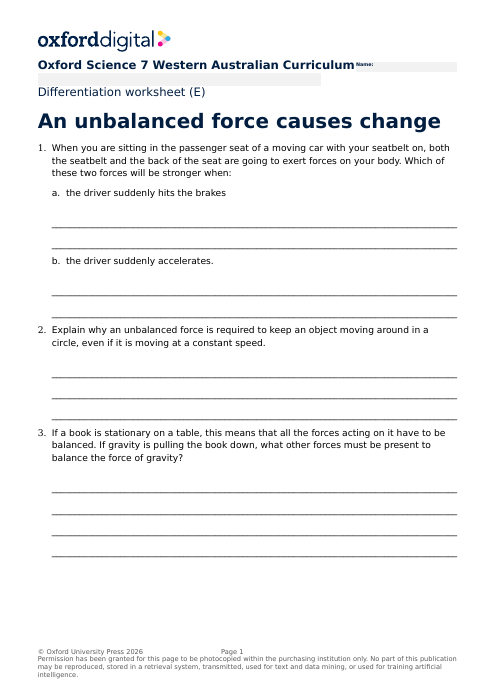 oxforddigital
Oxford Science 7 Western Australian Curriculum Name:
Differentiation worksheet (E)
An unbalanced force causes change
1. When you are sitting in the passenger seat of a moving car with your seatbelt on, both
the seatbelt and the back of the seat are going to exert forces on your body. Which of
these two forces will be stronger when:
a. the driver suddenly hits the brakes
b. the driver suddenly accelerates.
2. Explain why an unbalanced force is required to keep an object moving around in a
circle, even if it is moving at a constant speed.
3. If a book is stationary on a table, this means that all the forces acting on it have to be
balanced. If gravity is pulling the book down, what other forces must be present to
balance the force of gravity?
© Oxford University Press 2026 Page 1
Permission has been granted for this page to be photocopied within the purchasing institution only. No part of this publication
may be reproduced, stored in a retrieval system, transmitted, used for text and data mining, or used for training artificial
intelligence.